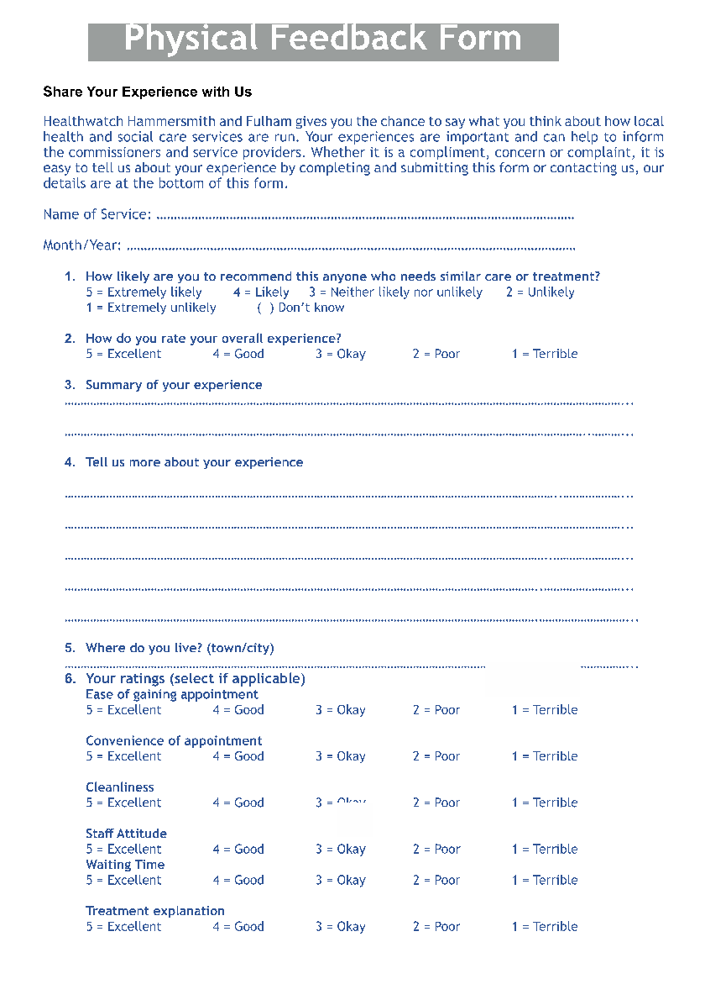 Physical Feedback Form
Share Your Experience with Us
Healthwatch Hammersmith and Fulham gives you the chance to say what you think about how local
health and social care services are run. Your experiences are important and can help to inform
the commissioners and service providers. Whether it is a compliment, concern or complaint, it is
easy to tell us about your experience by completing and submitting this form or contacting us, our
details are at the bottom of this form.
Name of Service: ……………………………………………………………………………………………
Month/Year: ……………………………………………………………………………………………………
1. How likely are you to recommend this anyone who needs similar care or treatment?
5 = Extremely likely 4 = Likely 3 = Neither likely nor unlikely 2 = Unlikely
1 = Extremely unlikely ( ) Don't know
2. How do you rate your overall experience?
5 = Excellent 4 = Good 3 = Okay 2 = Poor 1 = Terrible
3. Summary of your experience
4. Tell us more about your experience
5. Where do you live? (town/city)
6. Your ratings (select if applicable)
Ease of gaining appointment
5 = Excellent 4 = Good 3 = Okay 2 = Poor 1 = Terrible
Convenience of appointment
5 = Excellent 4 = Good 3 = Okay 2 = Poor 1 = Terrible
Cleanliness
5 = Excellent 4 = Good 3 = 2 = Poor 1 = Terrible
Staff Attitude
5 = Excellent 4 = Good 3 = Okay 2 = Poor 1 = Terrible
Waiting Time
5 = Excellent 4 = Good 3 = Okay 2 = Poor 1 = Terrible
Treatment explanation
5 = Excellent 4 = Good 3 = Okay 2 = Poor 1 = Terrible